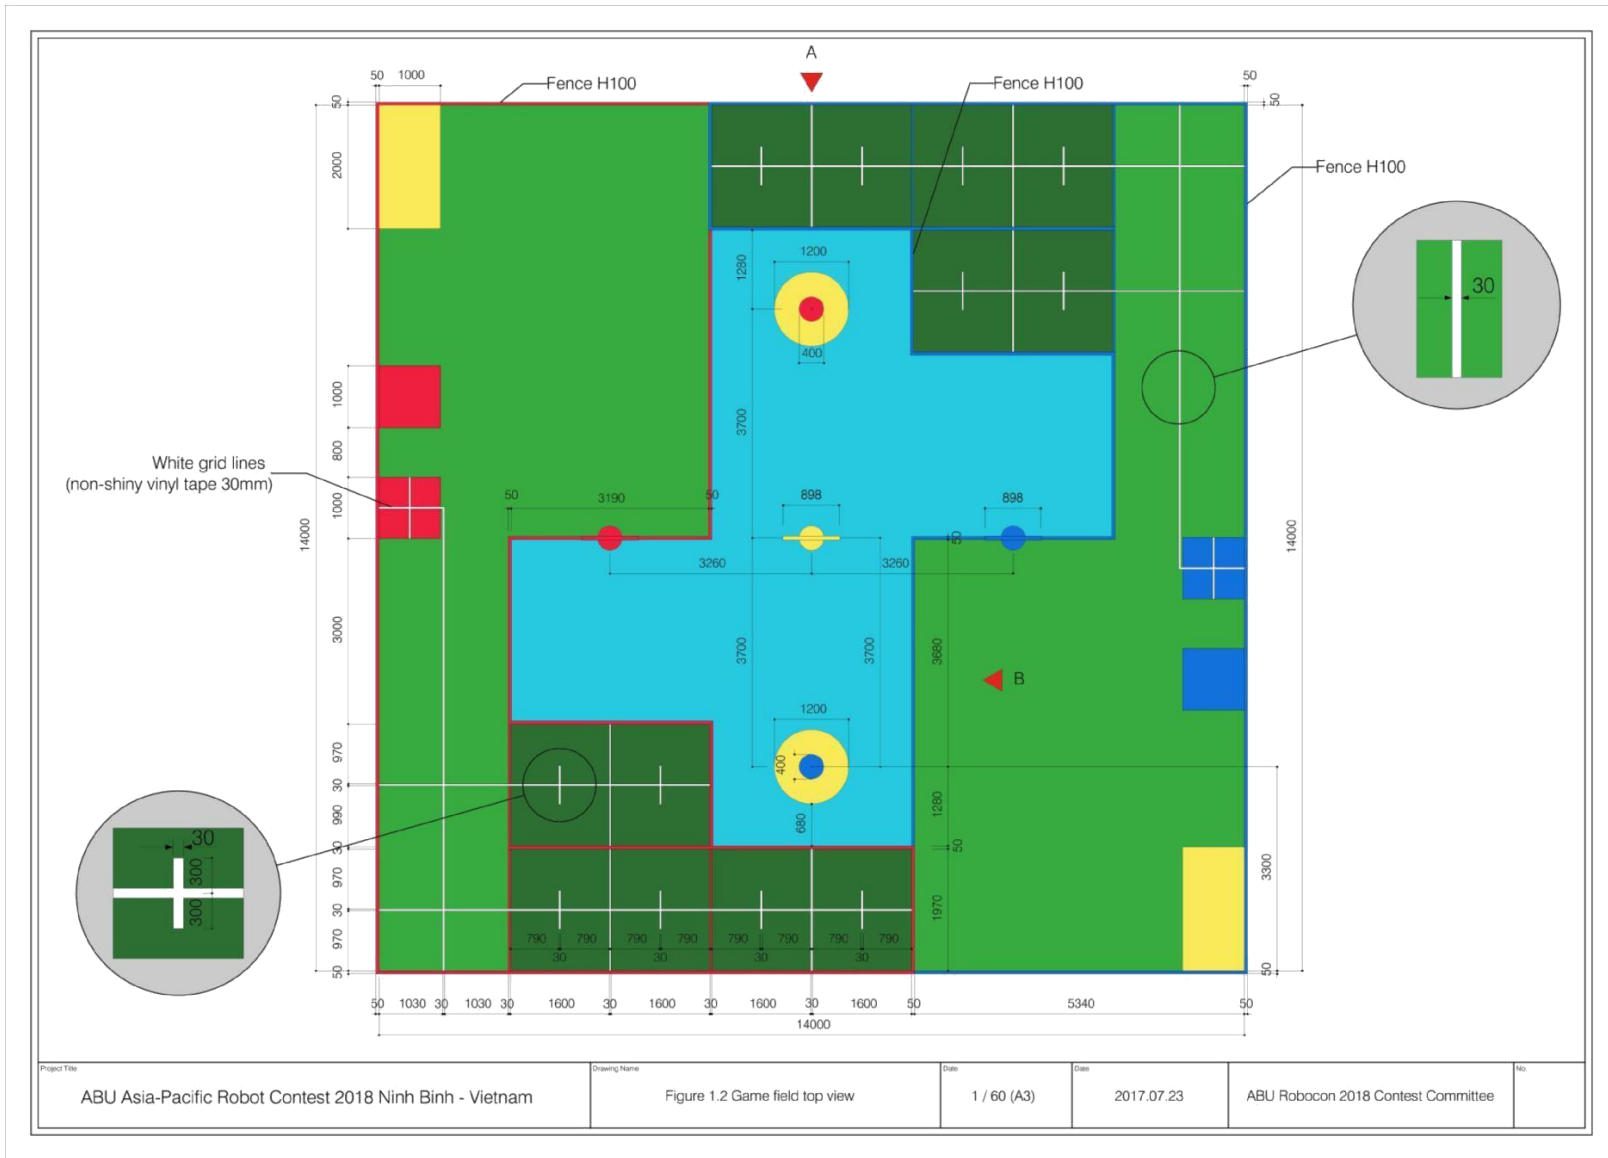 A
50 1000
Fence H100
Fence H100
50
50
50
2000
Fence H100
1280
1200
30
400
1000
3700
800
White grid lines
(non-shiny vinyl tape 30mm)
1000
50 3190 50
898
898
14000
14000
50
3260
3260
3000
3700
3700
3680
B
1200
970
400
30
990
1280
680
30
30
50
300
300
3300
970
1970
30
790 790 790 790 790 790 790 790
970
30 30 30 30
50
50
50 1030 30 1030 30 1600 30 1600 30 1600 30 1600 50 5340 50
14000
Project Title
ABU Asia-Pacific Robot Contest 2018 Ninh Binh - Vietnam
Drawing Name
Figure 1.2 Game field top view
Date
1 / 60 (A3)
Date
2017.07.23
ABU Robocon 2018 Contest Committee
No.